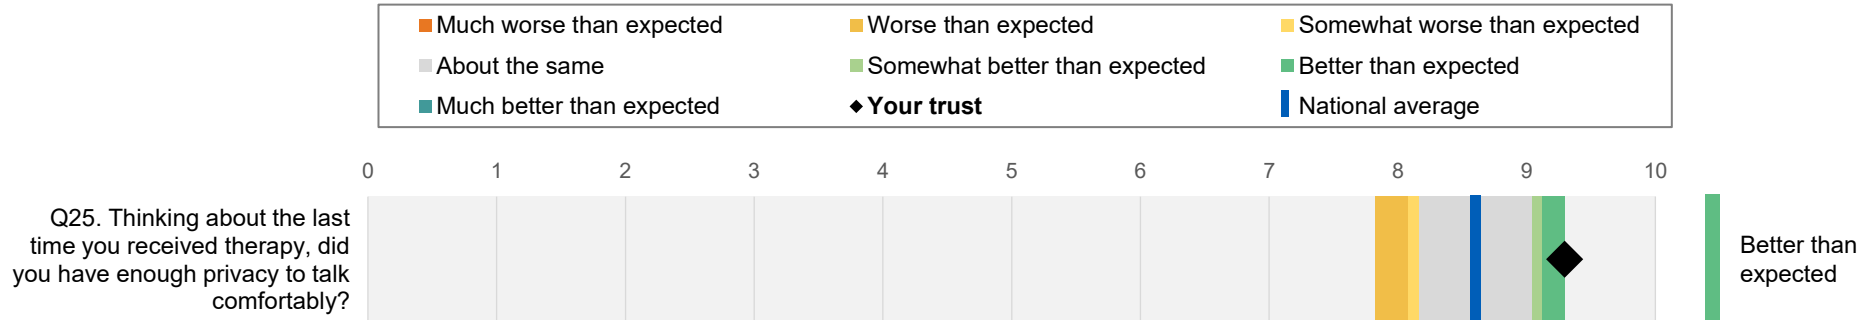 Much worse than expected
Worse than expected
Somewhat worse than expected
About the same
Somewhat better than expected
Better than expected
Much better than expected
Your trust
National average
0 1 2 3 4 5 6 7 8 9 10
Q25. Thinking about the last
time you received therapy, did
you have enough privacy to talk
comfortably?
Better than
expected